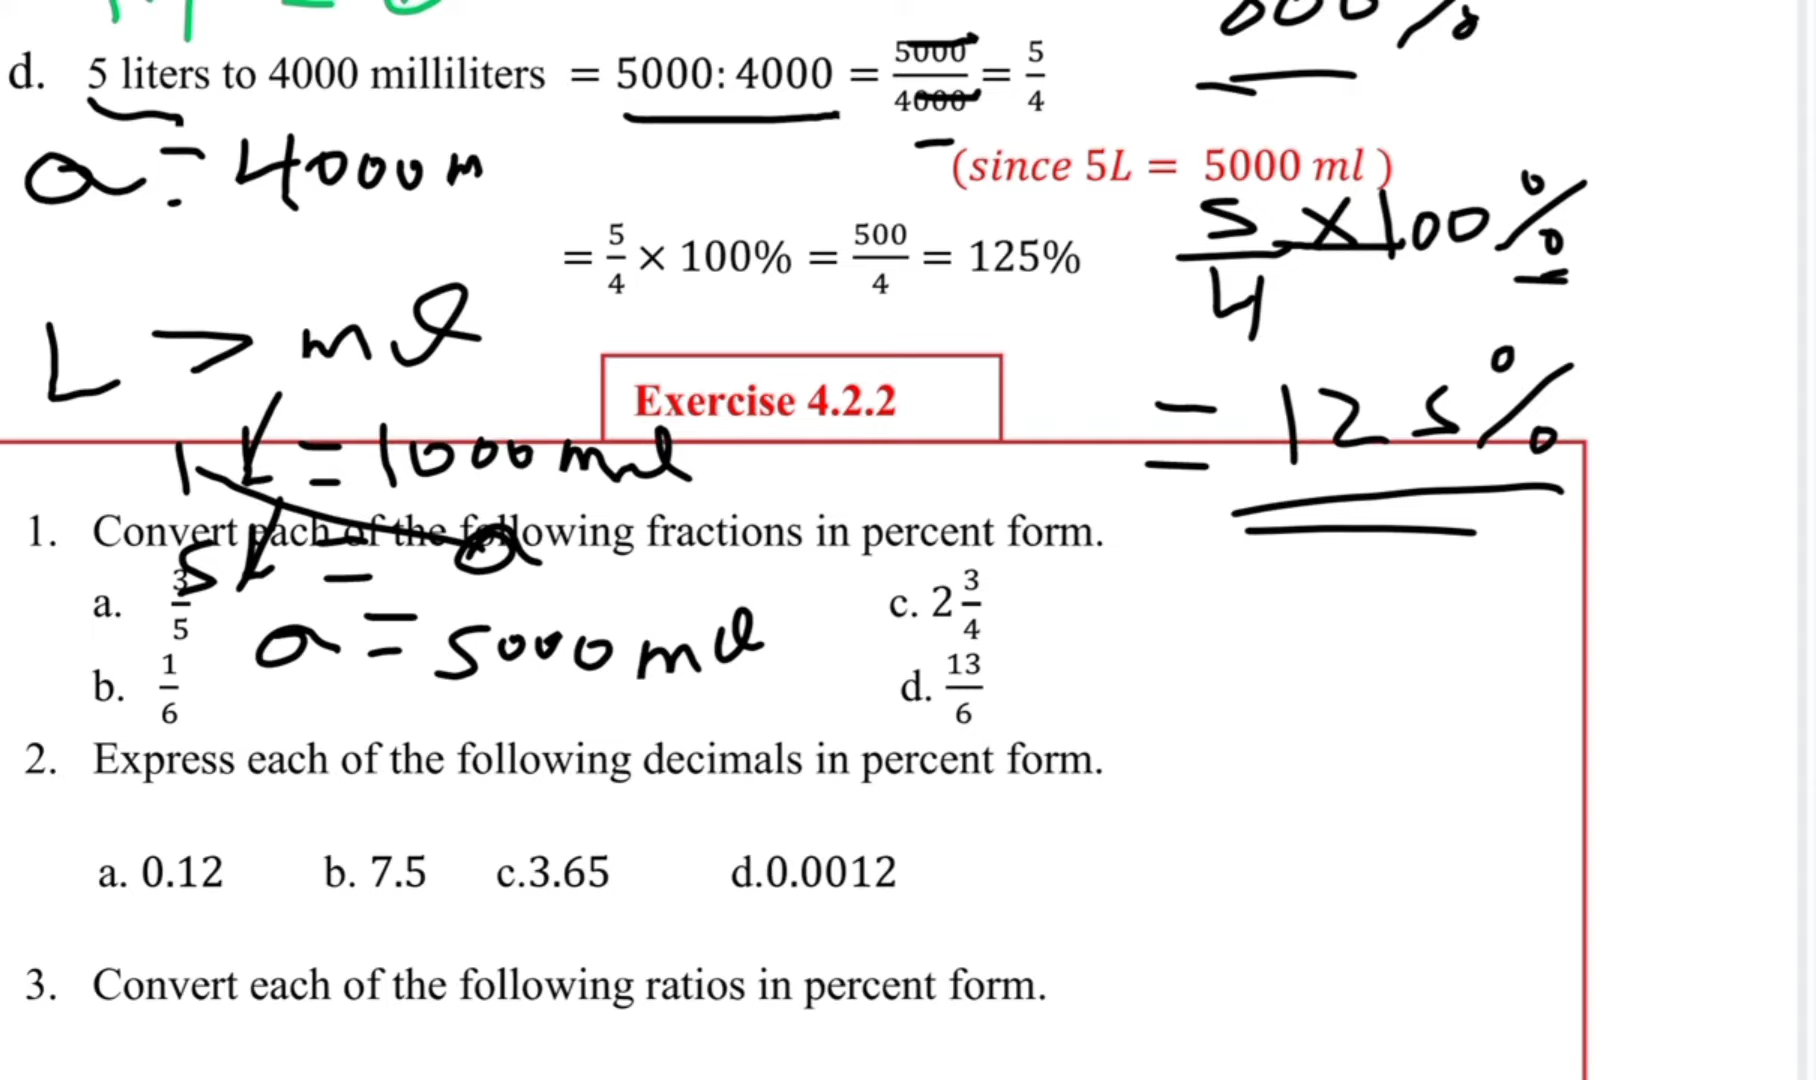 d. 5 liters to 4000 milliliters = 5000: 4000 = 5000/4000 = 5/4
a = 4000 m
(since 5L = 5000 ml )
5/4 × 100%
= 5/4 × 100% = 500/4 = 125%
L > ml
= 125%
Exercise 4.2.2
1L = 1000 ml
1. Convert each of the following fractions in percent form.
5L = a
a. 3/5 c. 2 3/4
a = 5000 ml
b. 1/6 d. 13/6
2. Express each of the following decimals in percent form.
a. 0.12 b. 7.5 c.3.65 d.0.0012
3. Convert each of the following ratios in percent form.